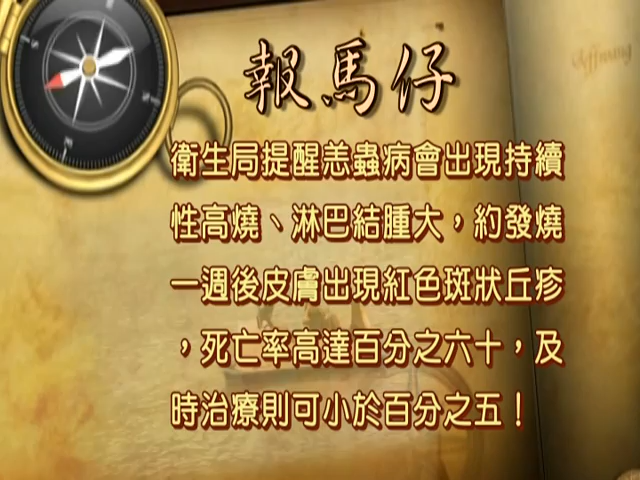 報馬仔
衛生局提醒恙蟲病會出現持續
性高燒、淋巴結腫大，約發燒
一週後皮膚出現紅色斑狀丘疹
，死亡率高達百分之六十，及
時治療則可小於百分之五！